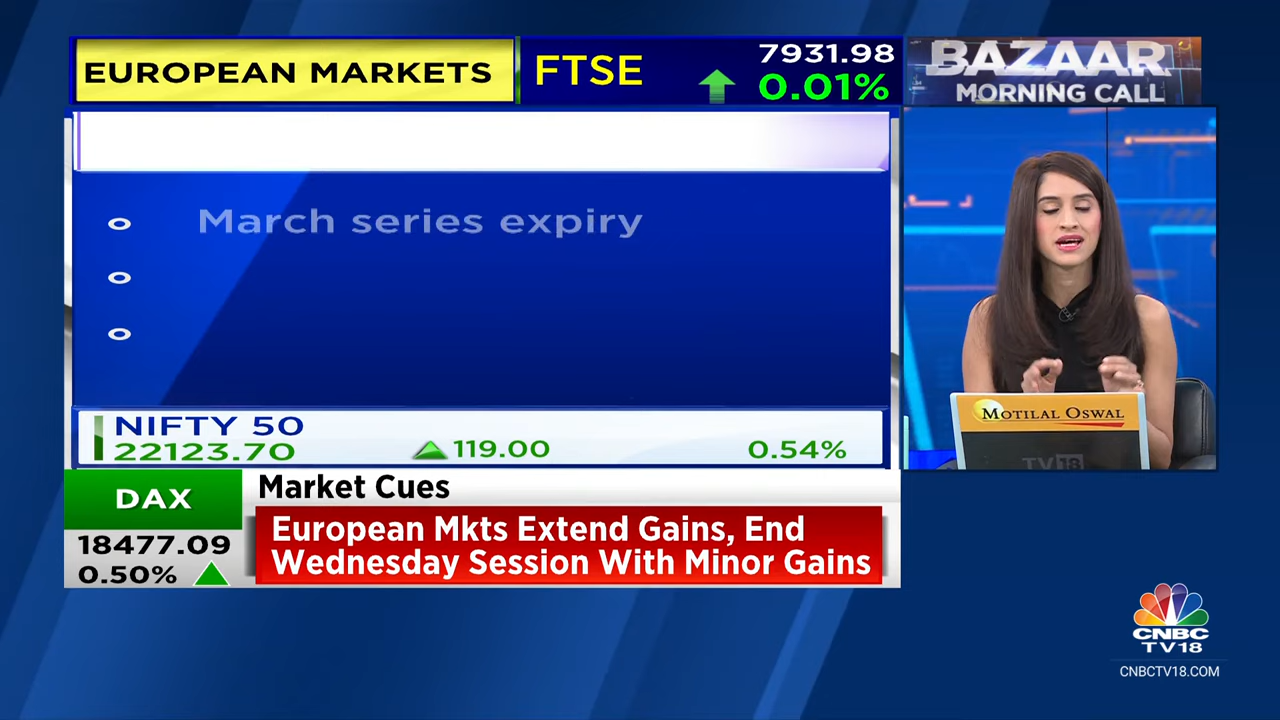 EUROPEAN MARKETS
FTSE
7931.98
0.01%
BAZAAR
MORNING CALL
March series expiry
NIFTY 50
22123.70
119.00
0.54%
MOTILAL OSWAL
TV18
DAX
18477.09
0.50%
Market Cues
European Mkts Extend Gains, End
Wednesday Session With Minor Gains
CNBC
TV18
CNBCTV18.COM